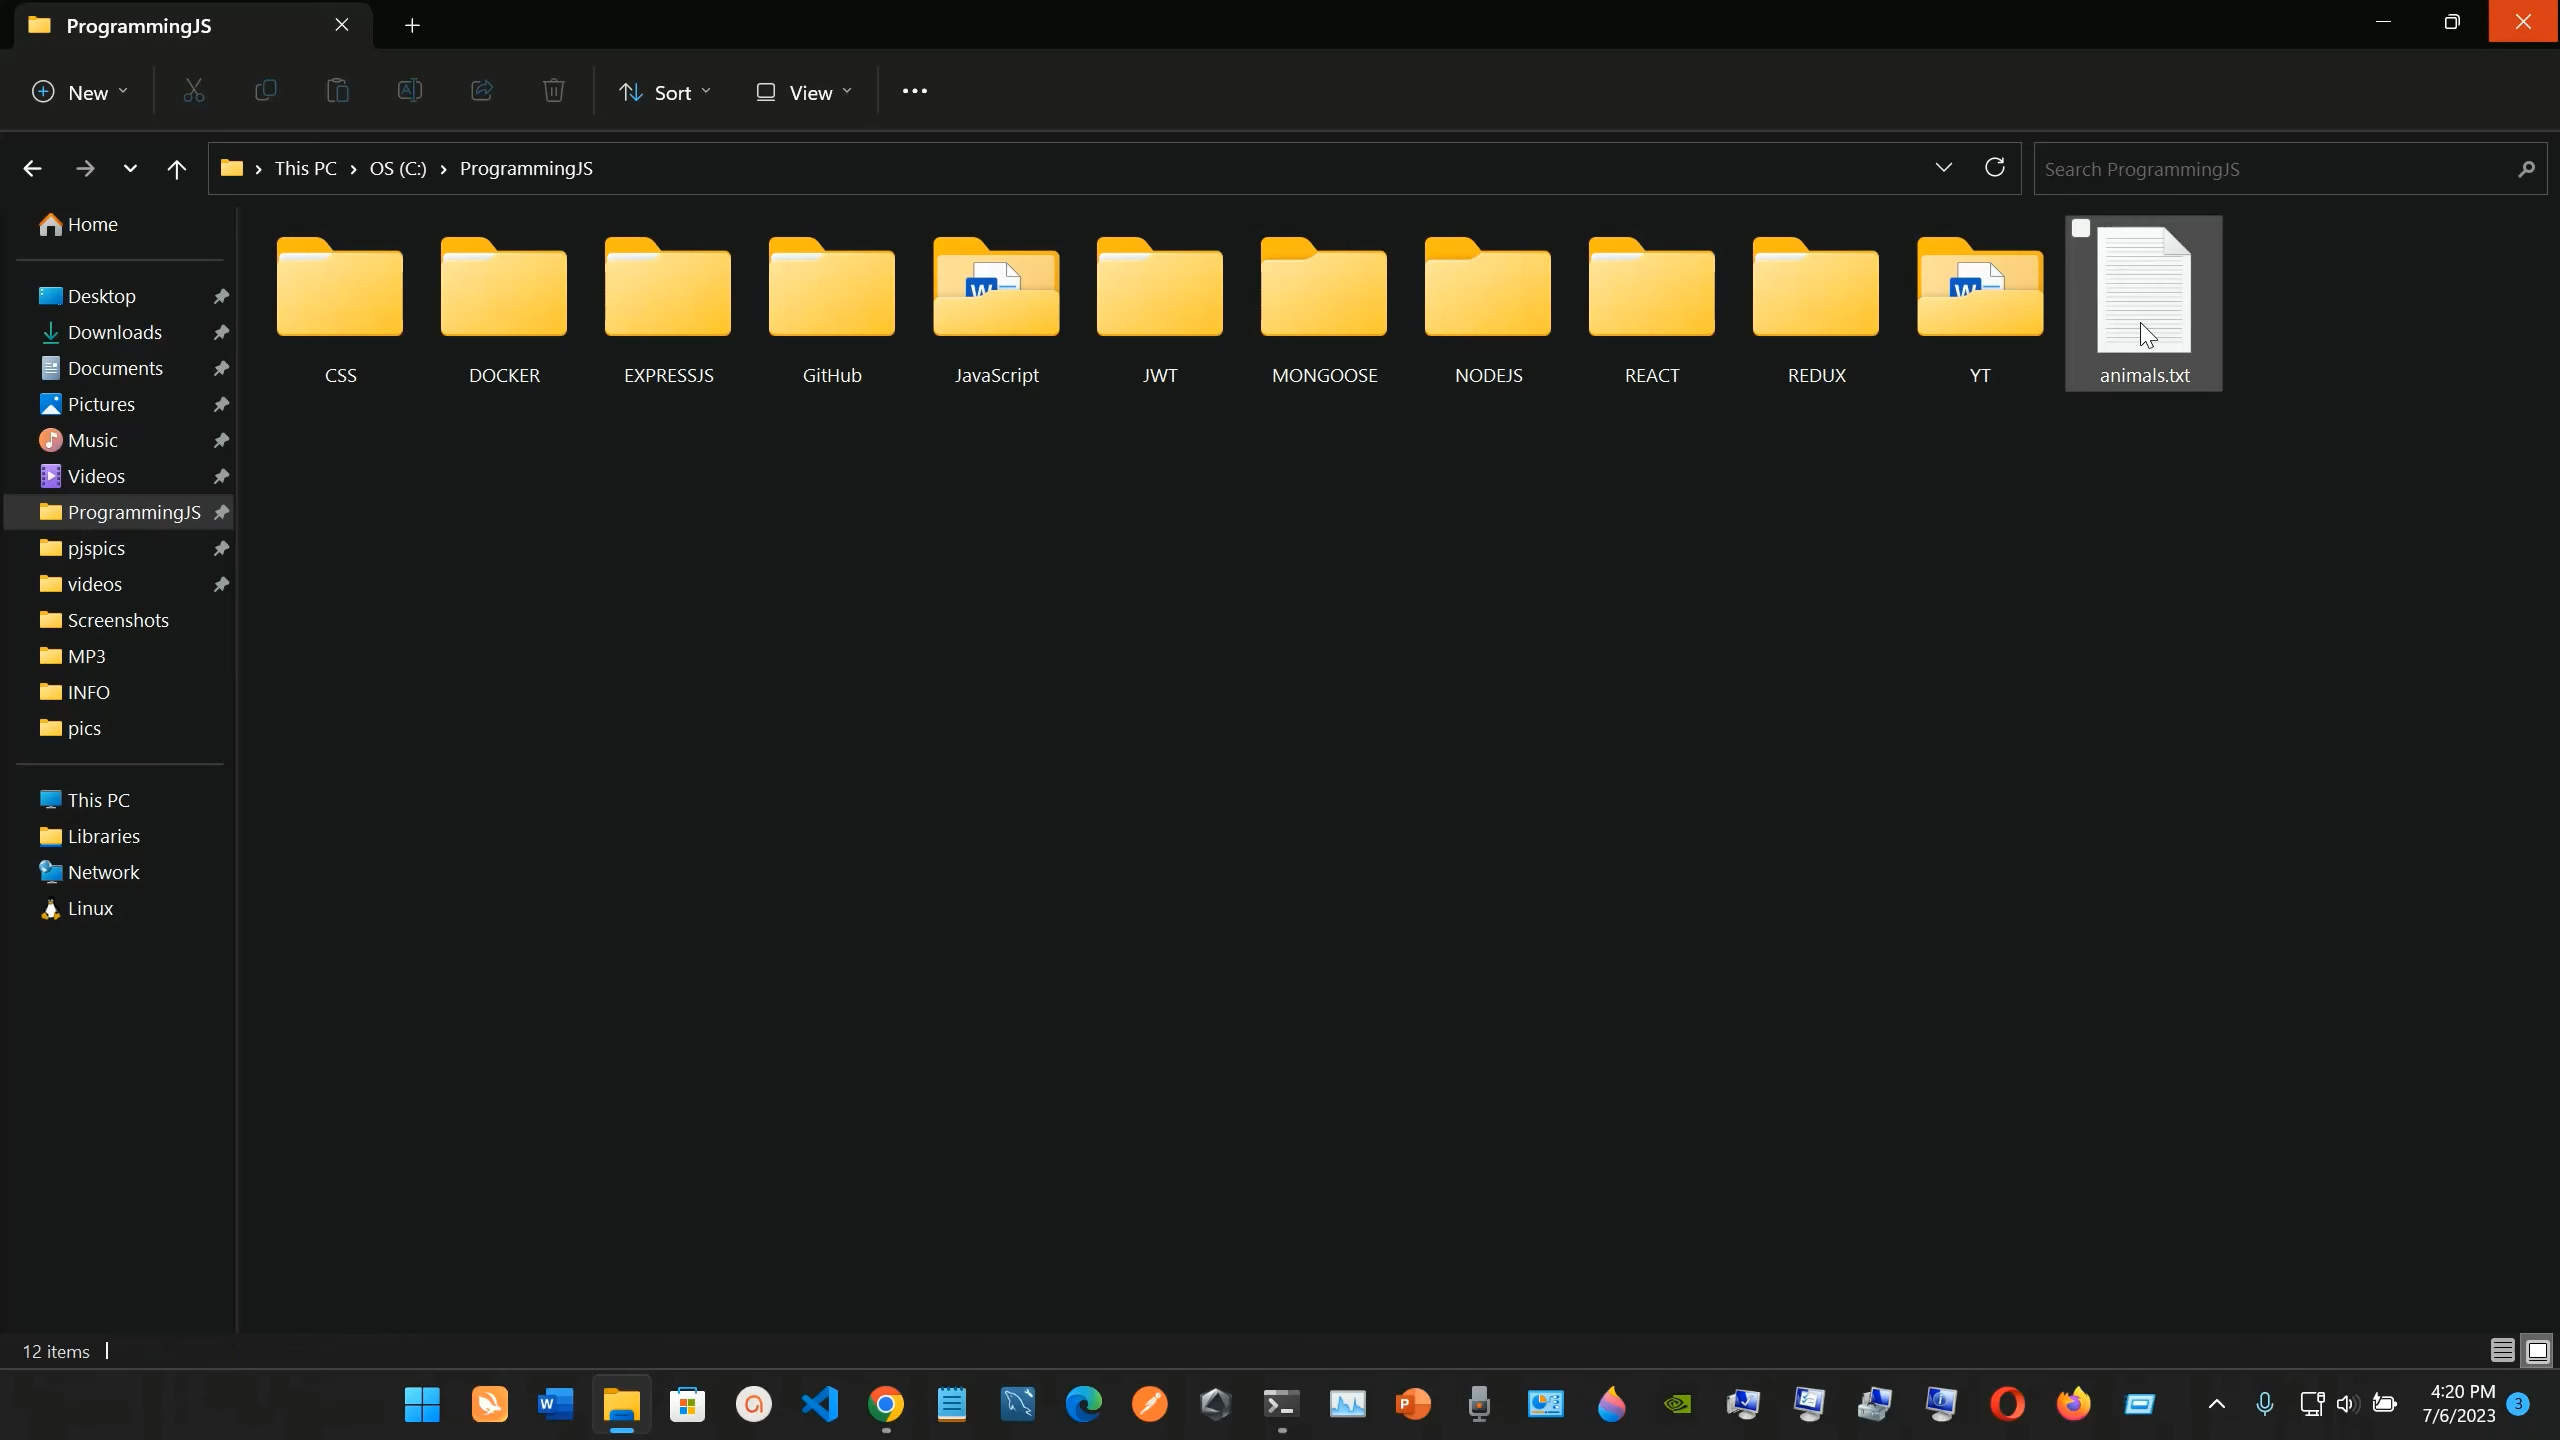 ProgrammingJS
New
Sort
View
This PC
OS (C:)
ProgrammingJS
Search ProgrammingJS
Home
Desktop
Downloads
Documents
Pictures
Music
Videos
ProgrammingJS
pjspics
videos
Screenshots
MP3
INFO
pics
This PC
Libraries
Network
Linux
W
W
CSS
DOCKER
EXPRESSJS
GitHub
JavaScript
JWT
MONGOOSE
NODEJS
REACT
REDUX
YT
animals.txt
12 items
W
P
4:20 PM
7/6/2023
3